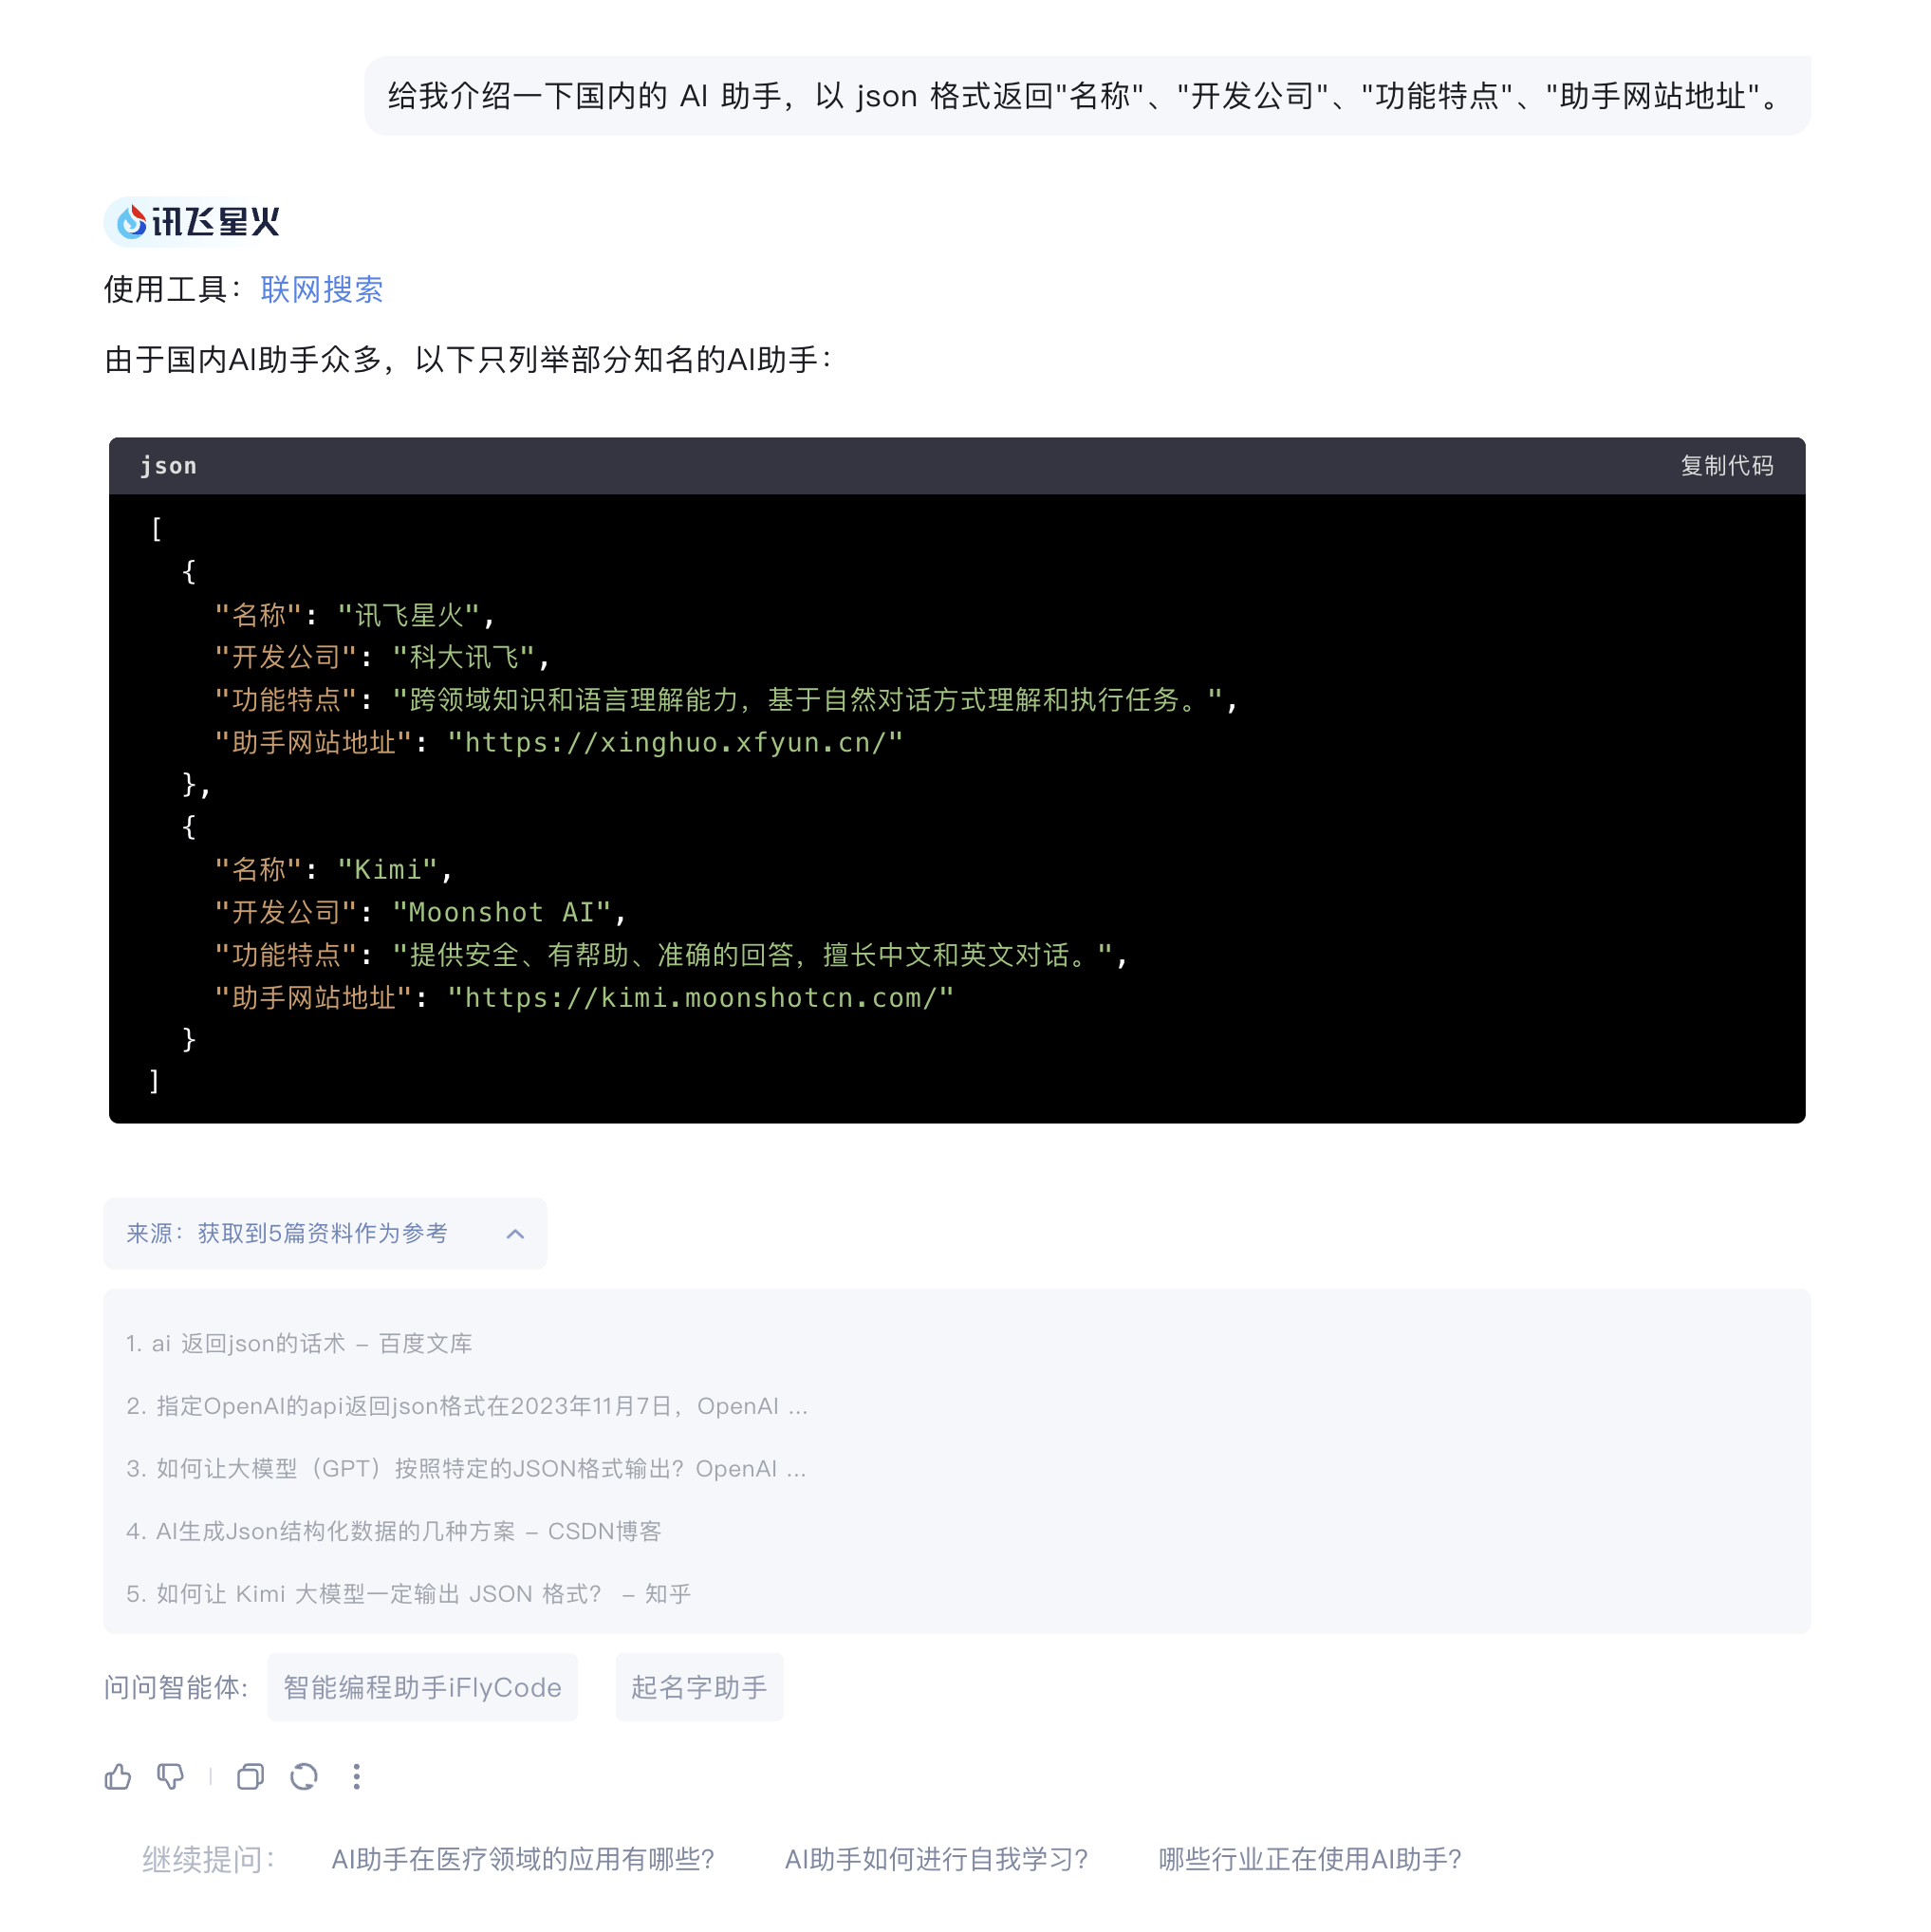 给我介绍一下国内的 AI 助手，以 json 格式返回"名称"、"开发公司"、"功能特点"、"助手网站地址"。
讯飞星火
使用工具：联网搜索
由于国内AI助手众多，以下只列举部分知名的AI助手：
json 复制代码
[
  {
    "名称": "讯飞星火",
    "开发公司": "科大讯飞",
    "功能特点": "跨领域知识和语言理解能力，基于自然对话方式理解和执行任务。",
    "助手网站地址": "https://xinghuo.xfyun.cn/"
  },
  {
    "名称": "Kimi",
    "开发公司": "Moonshot AI",
    "功能特点": "提供安全、有帮助、准确的回答，擅长中文和英文对话。",
    "助手网站地址": "https://kimi.moonshotcn.com/"
  }
]
来源：获取到5篇资料作为参考
1. ai 返回json的话术 – 百度文库
2. 指定OpenAI的api返回json格式在2023年11月7日，OpenAI ...
3. 如何让大模型（GPT）按照特定的JSON格式输出？OpenAI ...
4. AI生成Json结构化数据的几种方案 – CSDN博客
5. 如何让 Kimi 大模型一定输出 JSON 格式？ – 知乎
问问智能体: 智能编程助手iFlyCode 起名字助手
继续提问： AI助手在医疗领域的应用有哪些? AI助手如何进行自我学习? 哪些行业正在使用AI助手?